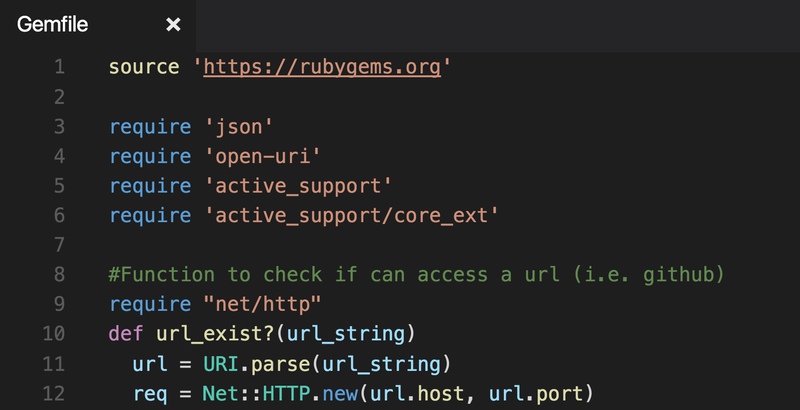 Gemfile ×
1 source 'https://rubygems.org'
2
3 require 'json'
4 require 'open-uri'
5 require 'active_support'
6 require 'active_support/core_ext'
7
8 #Function to check if can access a url (i.e. github)
9 require "net/http"
10 def url_exist?(url_string)
11   url = URI.parse(url_string)
12   req = Net::HTTP.new(url.host, url.port)